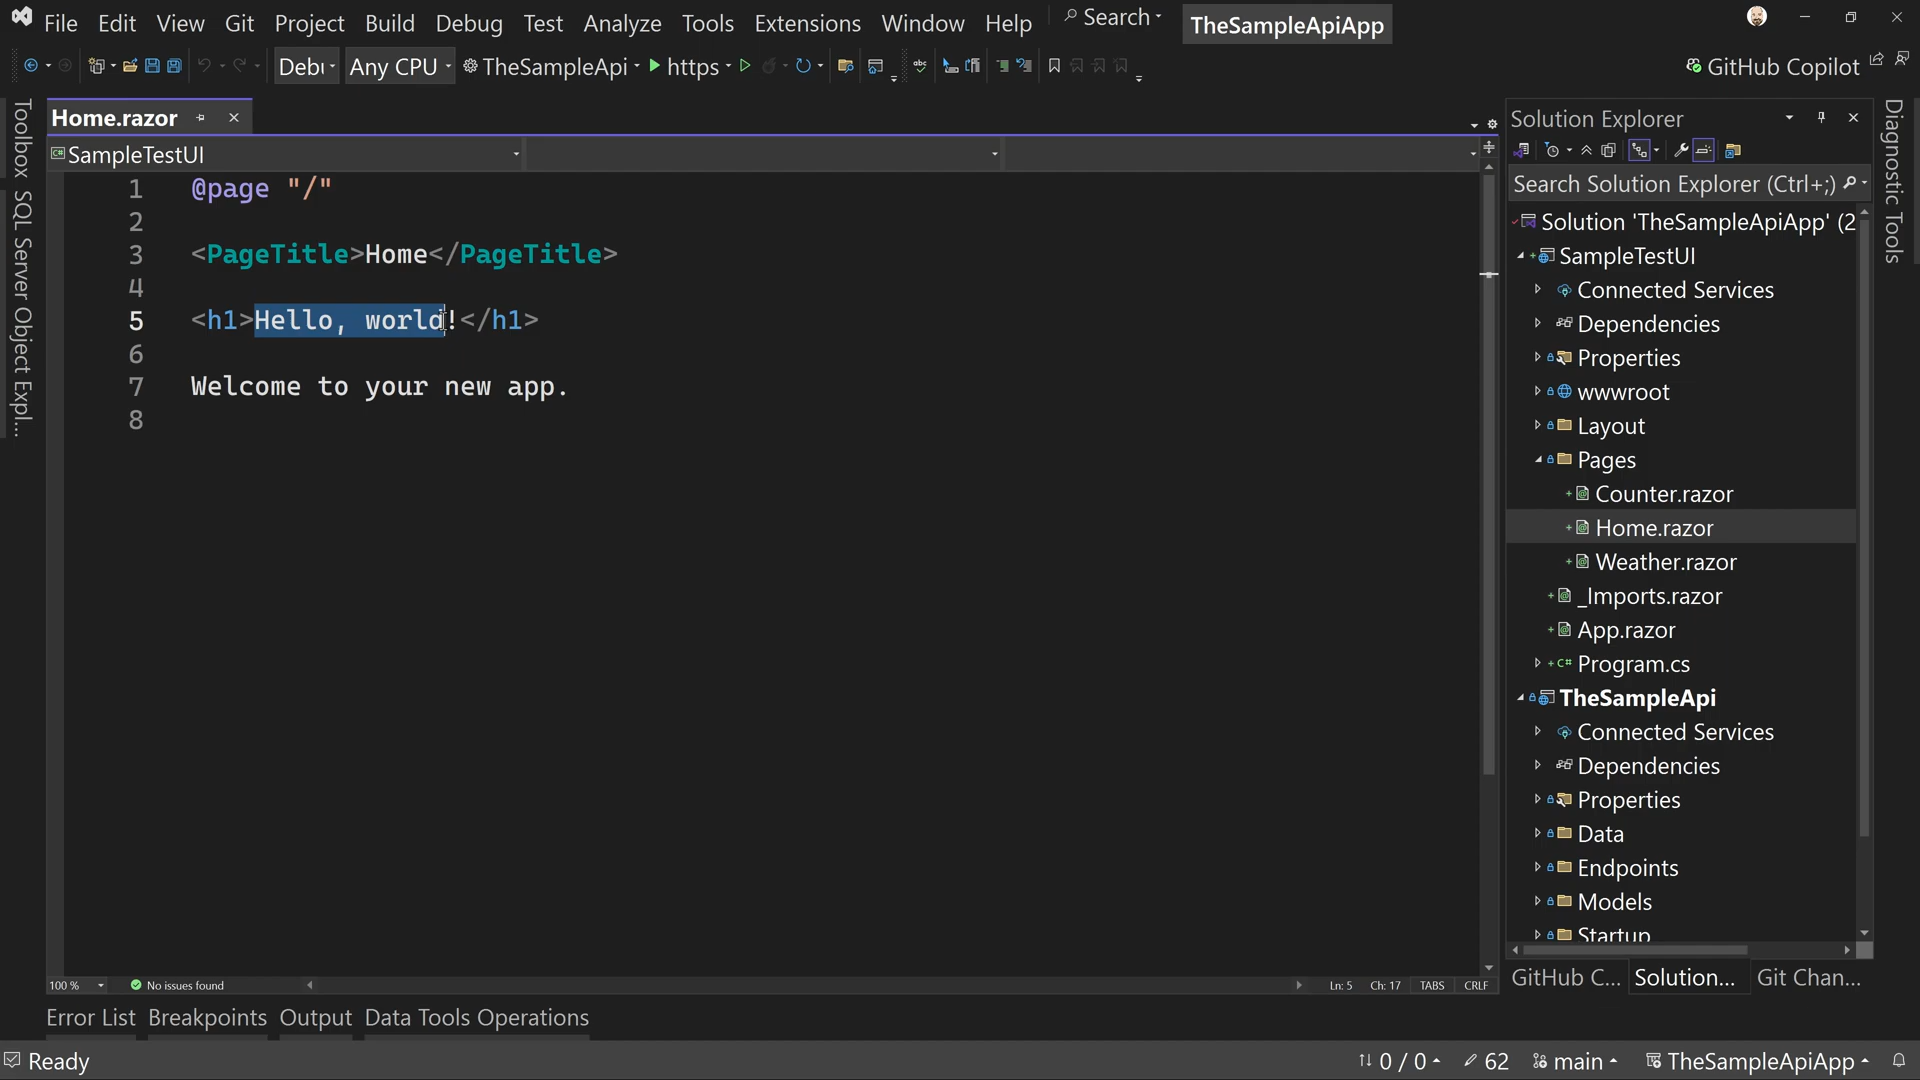 File Edit View Git Project Build Debug Test Analyze Tools Extensions Window Help Search TheSampleApiApp
Debu Any CPU TheSampleApi https GitHub Copilot
Toolbox
SQL Server Object Expl...
Home.razor
SampleTestUI
1 @page "/"
2
3 <PageTitle>Home</PageTitle>
4
5 <h1>Hello, world!</h1>
6
7 Welcome to your new app.
8
100 % No issues found Ln: 5 Ch: 17 TABS CRLF
Solution Explorer
Search Solution Explorer (Ctrl+;)
Solution 'TheSampleApiApp' (2
SampleTestUI
Connected Services
Dependencies
Properties
wwwroot
Layout
Pages
Counter.razor
Home.razor
Weather.razor
_Imports.razor
App.razor
C# Program.cs
TheSampleApi
Connected Services
Dependencies
Properties
Data
Endpoints
Models
Startup
GitHub C... Solution... Git Chan...
Diagnostic Tools
Error List Breakpoints Output Data Tools Operations
Ready 0 / 0 62 main TheSampleApiApp